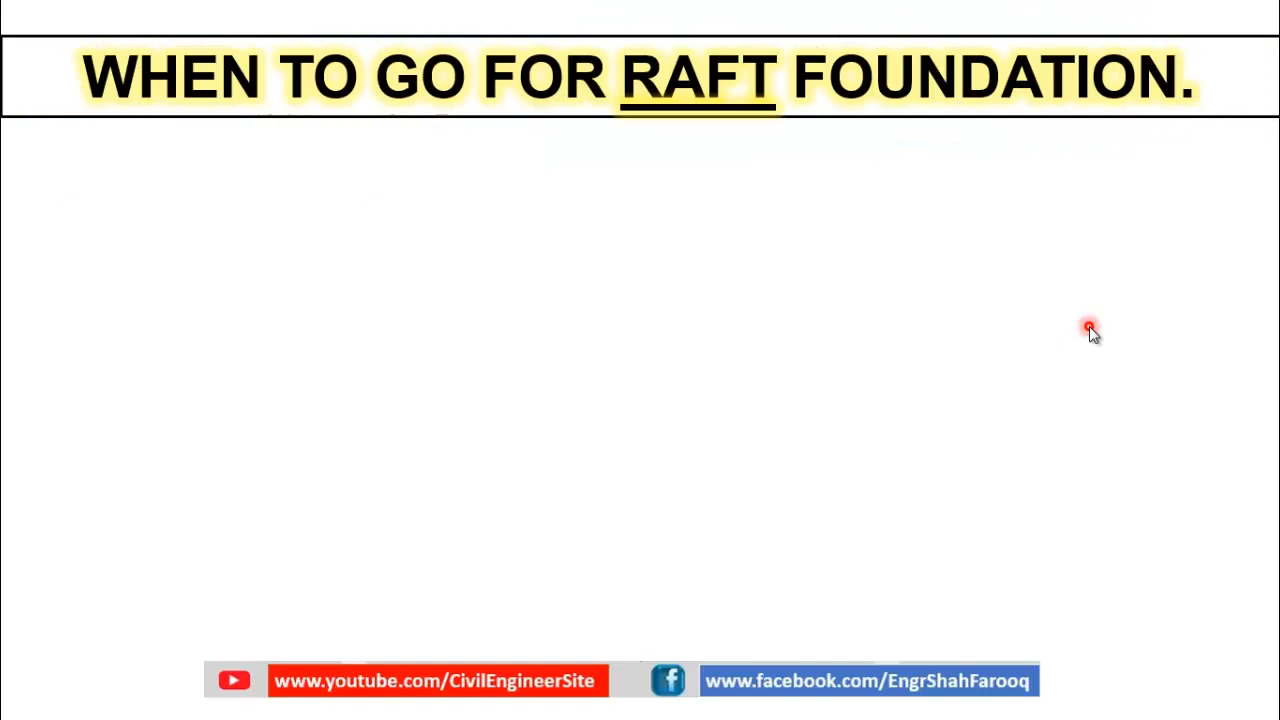 WHEN TO GO FOR RAFT FOUNDATION.
www.youtube.com/CivilEngineerSite
www.facebook.com/EngrShahFarooq